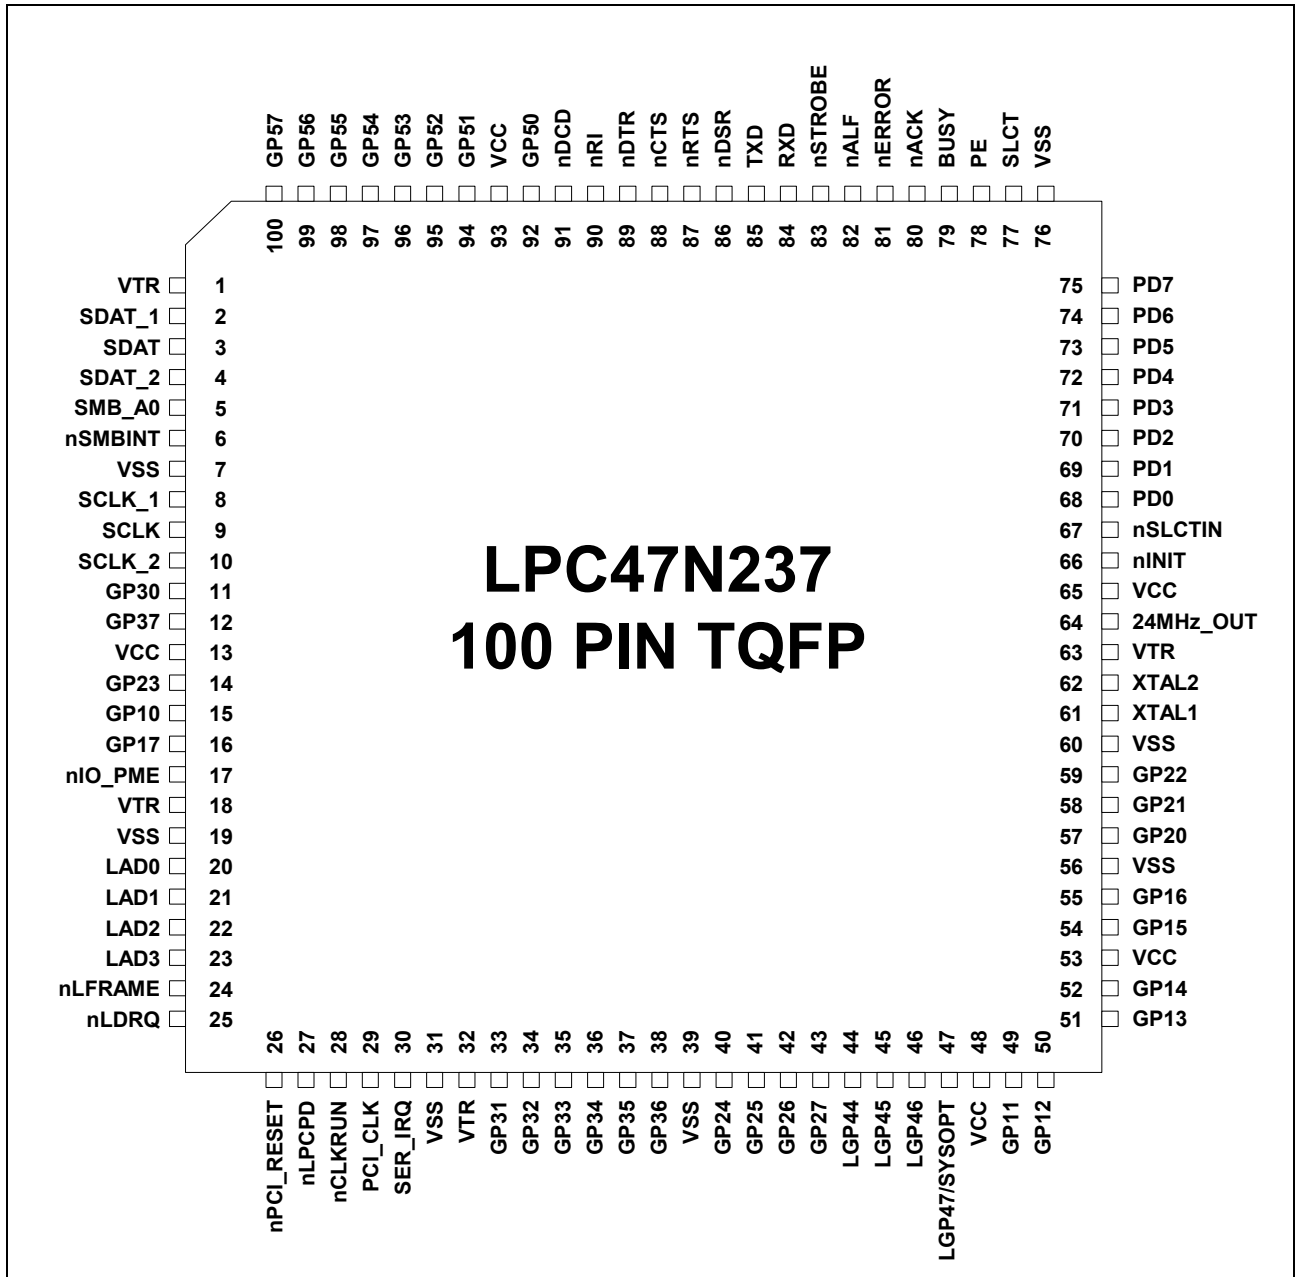 GP57
GP56
GP55
GP54
GP53
GP52
GP51
VCC
GP50
nDCD
nRI
nDTR
nCTS
nRTS
nDSR
TXD
RXD
nSTROBE
nALF
nERROR
nACK
BUSY
PE
SLCT
VSS
100
99
98
97
96
95
94
93
92
91
90
89
88
87
86
85
84
83
82
81
80
79
78
77
76
VTR 1
SDAT_1 2
SDAT 3
SDAT_2 4
SMB_A0 5
nSMBINT 6
VSS 7
SCLK_1 8
SCLK 9
SCLK_2 10
GP30 11
GP37 12
VCC 13
GP23 14
GP10 15
GP17 16
nIO_PME 17
VTR 18
VSS 19
LAD0 20
LAD1 21
LAD2 22
LAD3 23
nLFRAME 24
nLDRQ 25
LPC47N237
100 PIN TQFP
75 PD7
74 PD6
73 PD5
72 PD4
71 PD3
70 PD2
69 PD1
68 PD0
67 nSLCTIN
66 nINIT
65 VCC
64 24MHz_OUT
63 VTR
62 XTAL2
61 XTAL1
60 VSS
59 GP22
58 GP21
57 GP20
56 VSS
55 GP16
54 GP15
53 VCC
52 GP14
51 GP13
26
27
28
29
30
31
32
33
34
35
36
37
38
39
40
41
42
43
44
45
46
47
48
49
50
nPCI_RESET
nLPCPD
nCLKRUN
PCI_CLK
SER_IRQ
VSS
VTR
GP31
GP32
GP33
GP34
GP35
GP36
VSS
GP24
GP25
GP26
GP27
LGP44
LGP45
LGP46
LGP47/SYSOPT
VCC
GP11
GP12